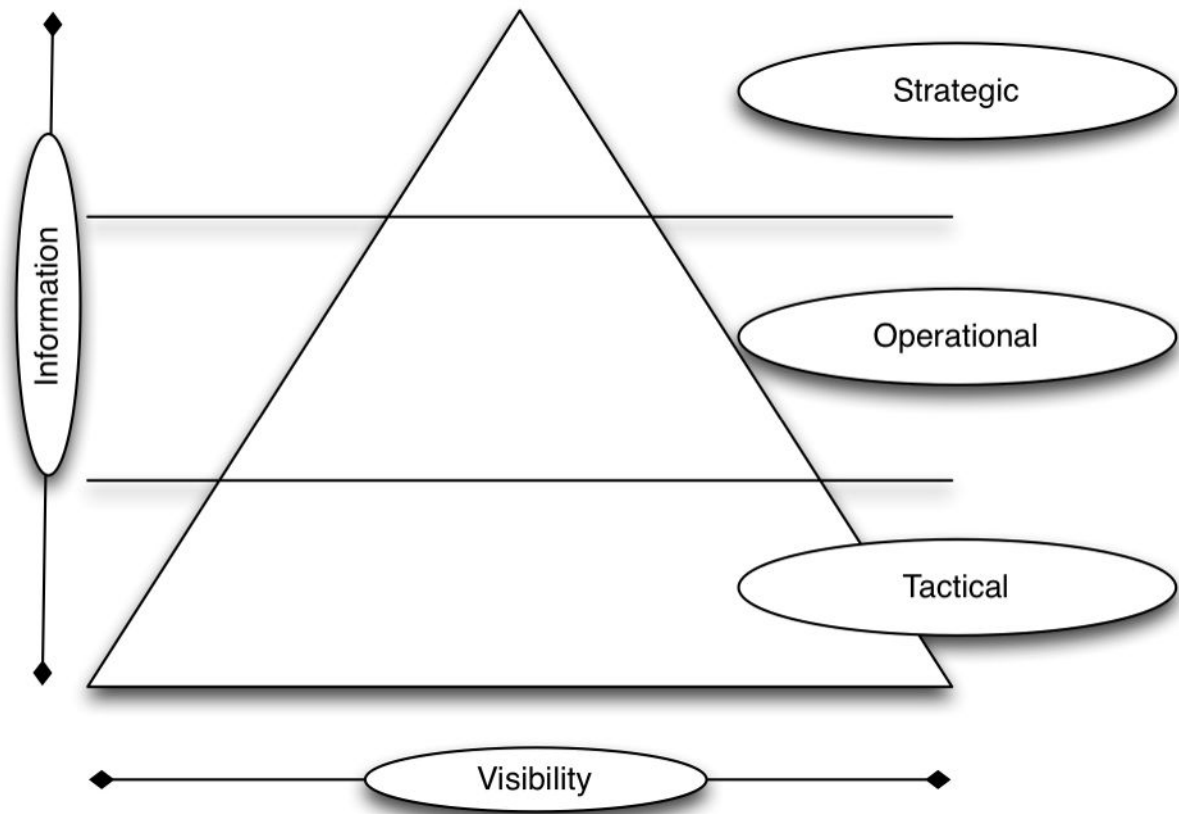 Strategic
Information
Operational
Tactical
Visibility